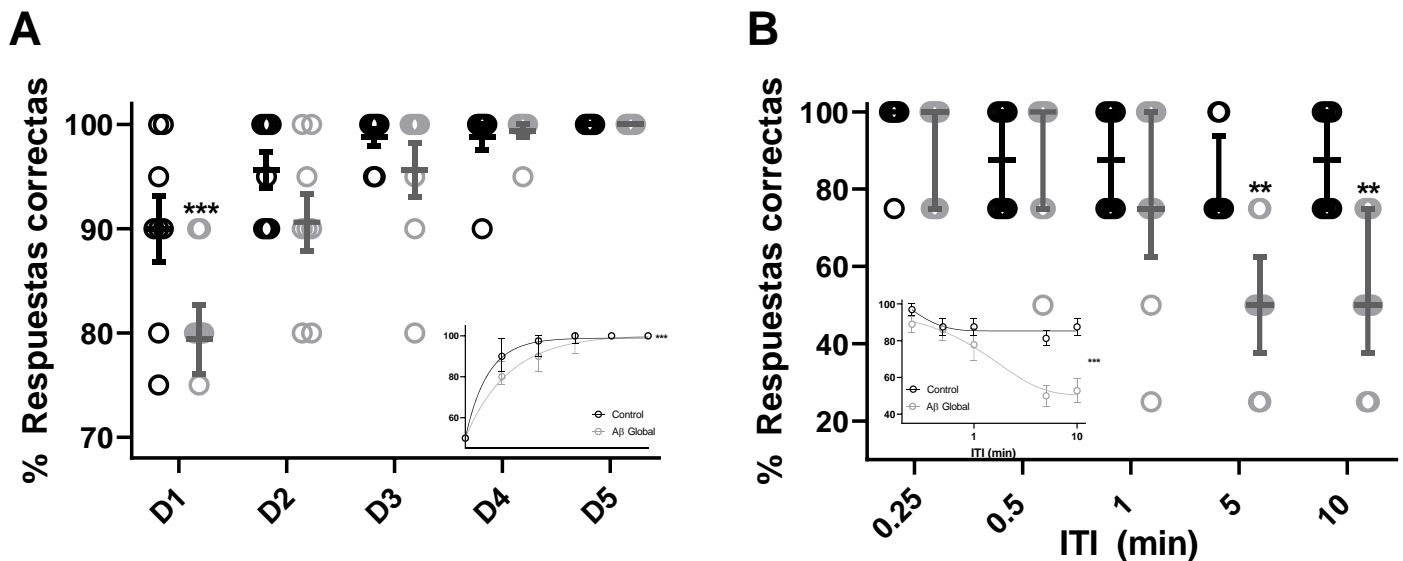 A
% Respuestas correctas
100
90
80
70
***
D1
D2
D3
D4
D5
100
80
60
***
Control
Aβ Global
B
% Respuestas correctas
100
80
60
40
20
**
**
0.25
0.5
1
5
10
ITI (min)
100
80
60
40
***
Control
Aβ Global
1
10
ITI (min)